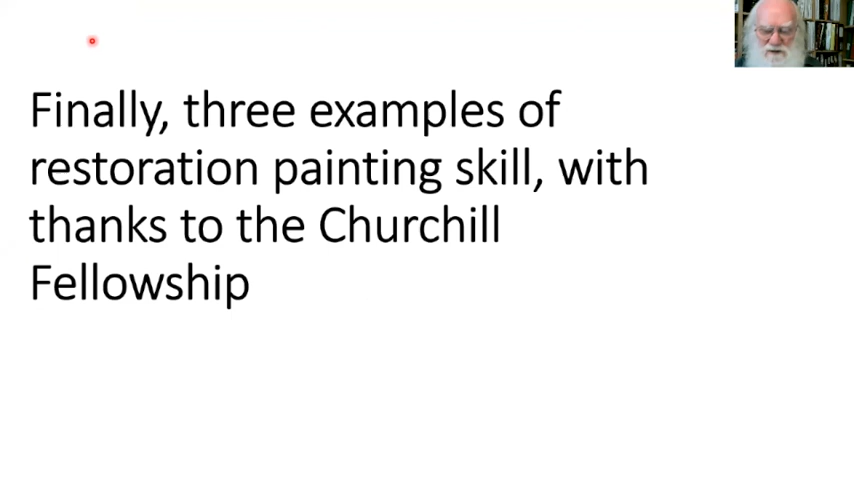 Finally, three examples of
restoration painting skill, with
thanks to the Churchill
Fellowship